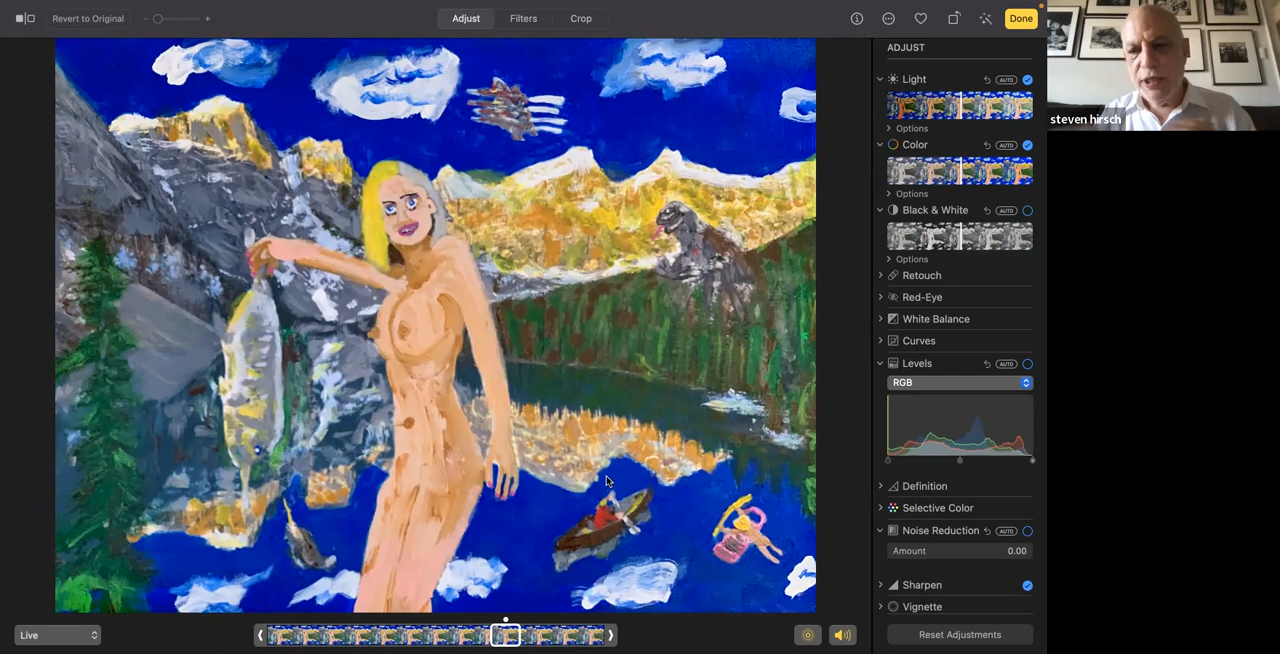 Revert to Original
Adjust
Filters
Crop
Done
ADJUST
Light
AUTO
Options
Color
AUTO
Options
Black & White
AUTO
Options
Retouch
Red-Eye
White Balance
Curves
Levels
AUTO
RGB
Definition
Selective Color
Noise Reduction
AUTO
Amount 0.00
Sharpen
Vignette
Reset Adjustments
Live
steven hirsch